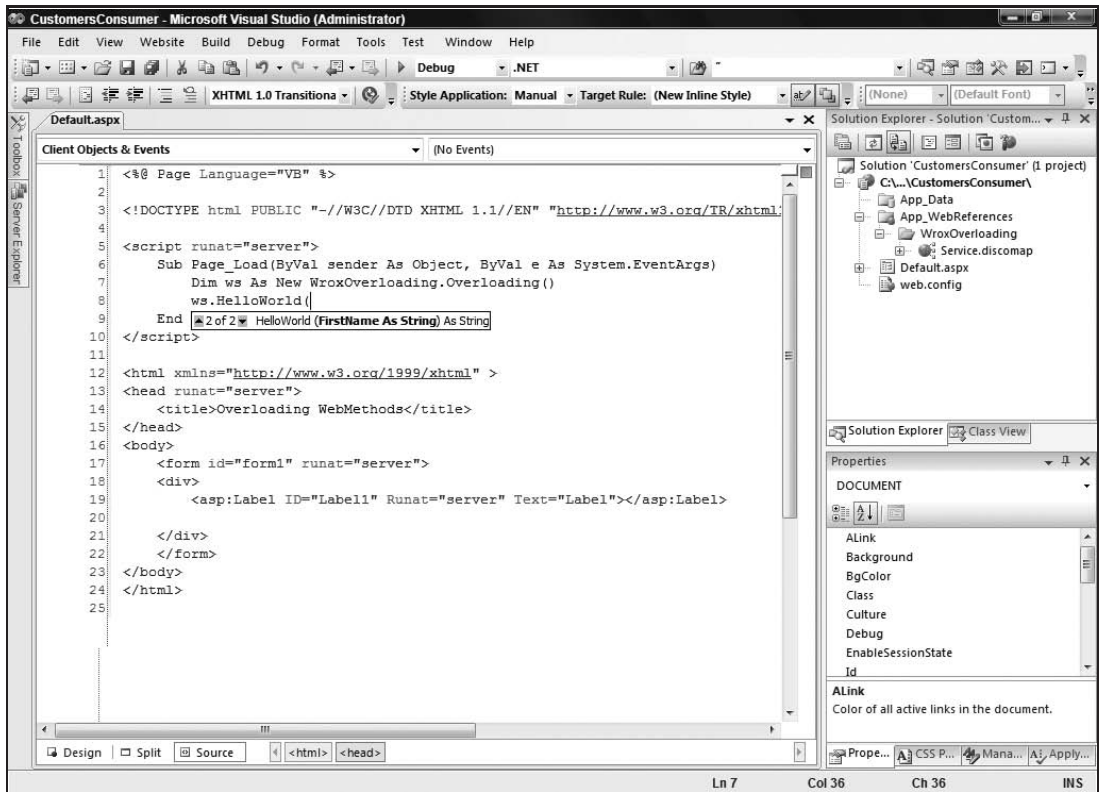 CustomersConsumer - Microsoft Visual Studio (Administrator)
File Edit View Website Build Debug Format Tools Test Window Help
Debug .NET
XHTML 1.0 Transitiona Style Application: Manual Target Rule: (New Inline Style) (None) (Default Font)
Toolbox
Server Explorer
Default.aspx
Client Objects & Events (No Events)
1 <%@ Page Language="VB" %>
2
3 <!DOCTYPE html PUBLIC "-//W3C//DTD XHTML 1.1//EN" "http://www.w3.org/TR/xhtml
4
5 <script runat="server">
6 Sub Page_Load(ByVal sender As Object, ByVal e As System.EventArgs)
7 Dim ws As New WroxOverloading.Overloading()
8 ws.HelloWorld(
9 End
2 of 2 HelloWorld (FirstName As String) As String
10 </script>
11
12 <html xmlns="http://www.w3.org/1999/xhtml" >
13 <head runat="server">
14 <title>Overloading WebMethods</title>
15 </head>
16 <body>
17 <form id="form1" runat="server">
18 <div>
19 <asp:Label ID="Label1" Runat="server" Text="Label"></asp:Label>
20
21 </div>
22 </form>
23 </body>
24 </html>
25
Design Split Source <html> <head>
Solution Explorer - Solution 'Custom...
Solution 'CustomersConsumer' (1 project)
C:\...\CustomersConsumer\
App_Data
App_WebReferences
WroxOverloading
Service.discomap
Default.aspx
web.config
Solution Explorer Class View
Properties
DOCUMENT
ALink
Background
BgColor
Class
Culture
Debug
EnableSessionState
Id
ALink
Color of all active links in the document.
Prope... CSS P... Mana... Apply...
Ln 7 Col 36 Ch 36 INS